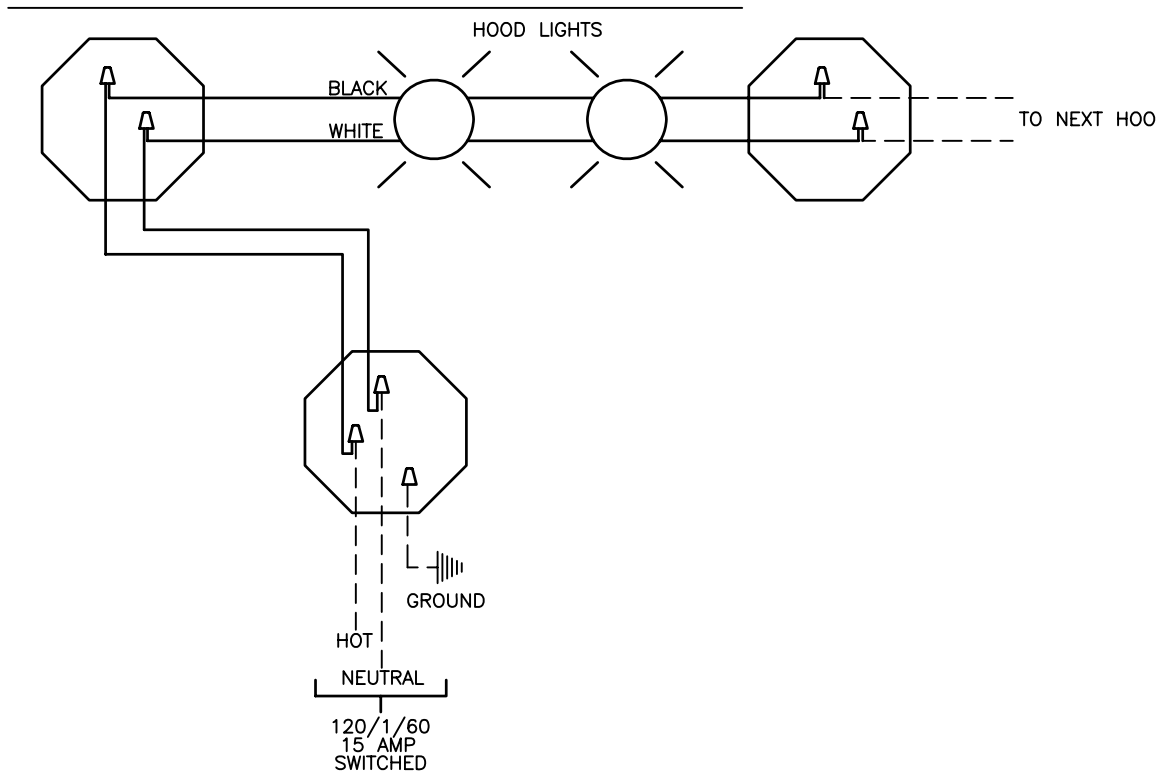 HOOD LIGHTS
BLACK
TO NEXT HOO
WHITE
GROUND
HOT
NEUTRAL
120/1/60
15 AMP
SWITCHED